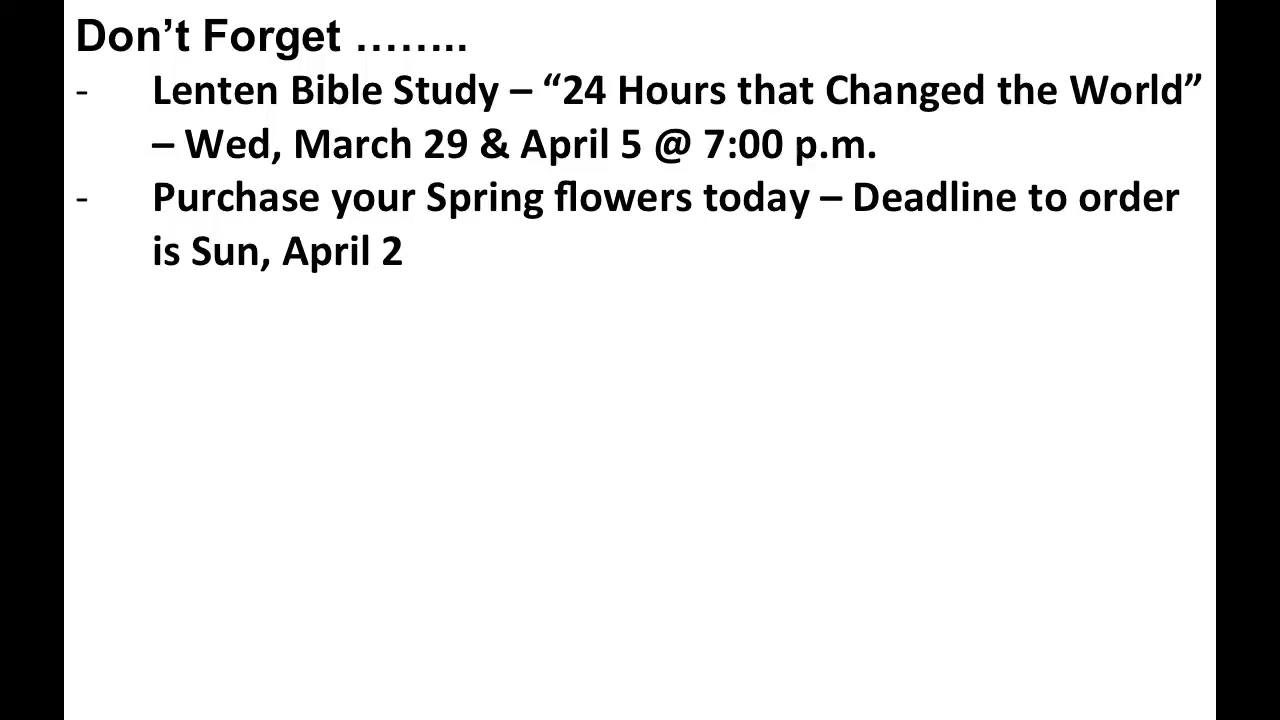 Don’t Forget ……..
- Lenten Bible Study – “24 Hours that Changed the World”
– Wed, March 29 & April 5 @ 7:00 p.m.
- Purchase your Spring flowers today – Deadline to order
is Sun, April 2